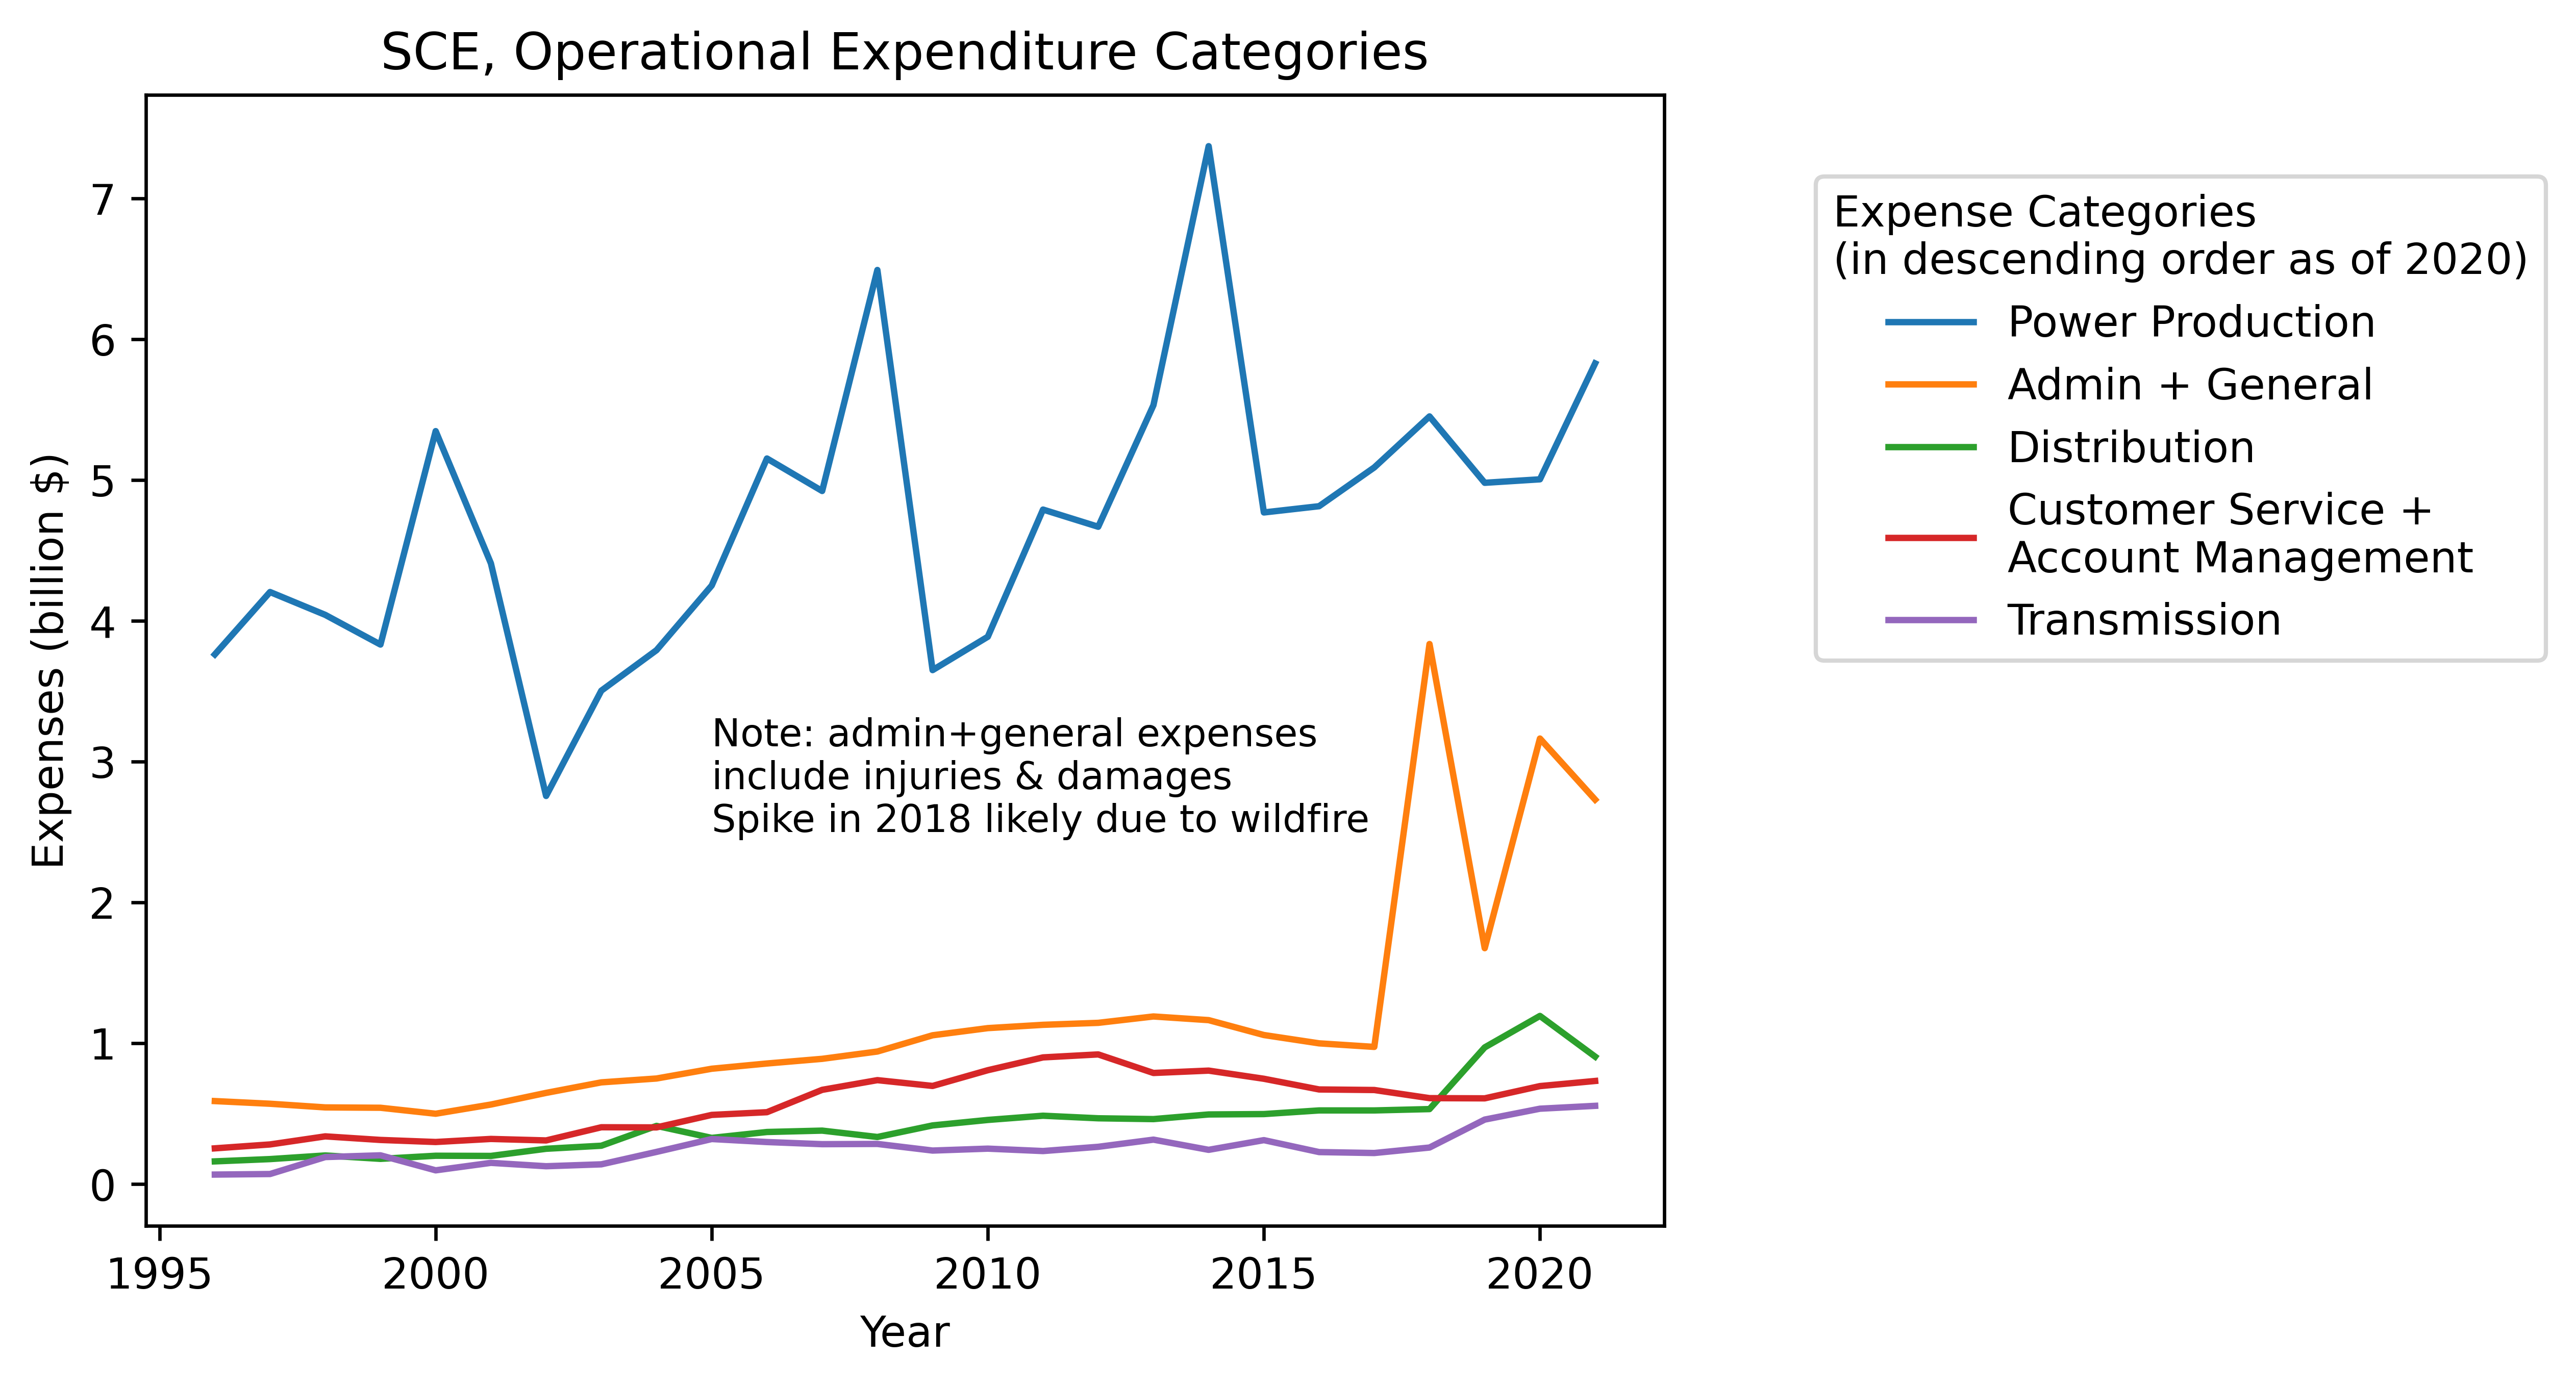 SCE, Operational Expenditure Categories
Expenses (billion $)
7
6
5
4
3
2
1
0
Note: admin+general expenses
include injuries & damages
Spike in 2018 likely due to wildfire
1995
2000
2005
2010
2015
2020
Year
Expense Categories
(in descending order as of 2020)
Power Production
Admin + General
Distribution
Customer Service +
Account Management
Transmission